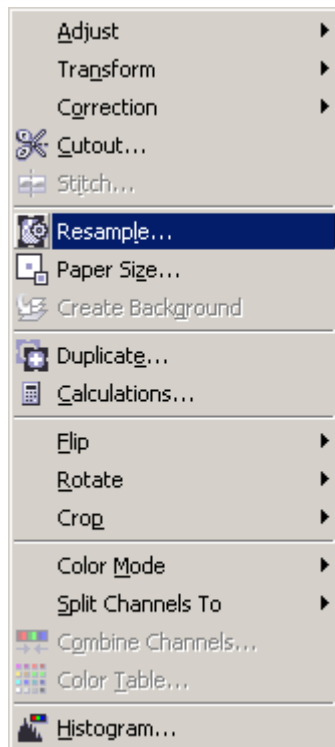 Adjust
Transform
Correction
Cutout...
Stitch...
Resample...
Paper Size...
Create Background
Duplicate...
Calculations...
Flip
Rotate
Crop
Color Mode
Split Channels To
Combine Channels...
Color Table...
Histogram...